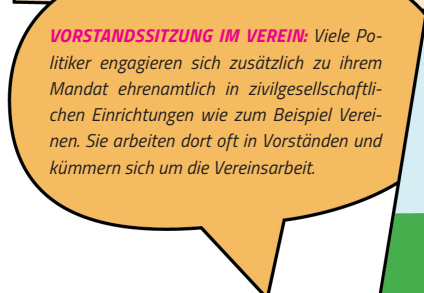 VORSTANDSSITZUNG IM VEREIN: Viele Po-
litiker engagieren sich zusätzlich zu ihrem
Mandat ehrenamtlich in zivilgesellschaftli-
chen Einrichtungen wie zum Beispiel Verei-
nen. Sie arbeiten dort oft in Vorständen und
kümmern sich um die Vereinsarbeit.